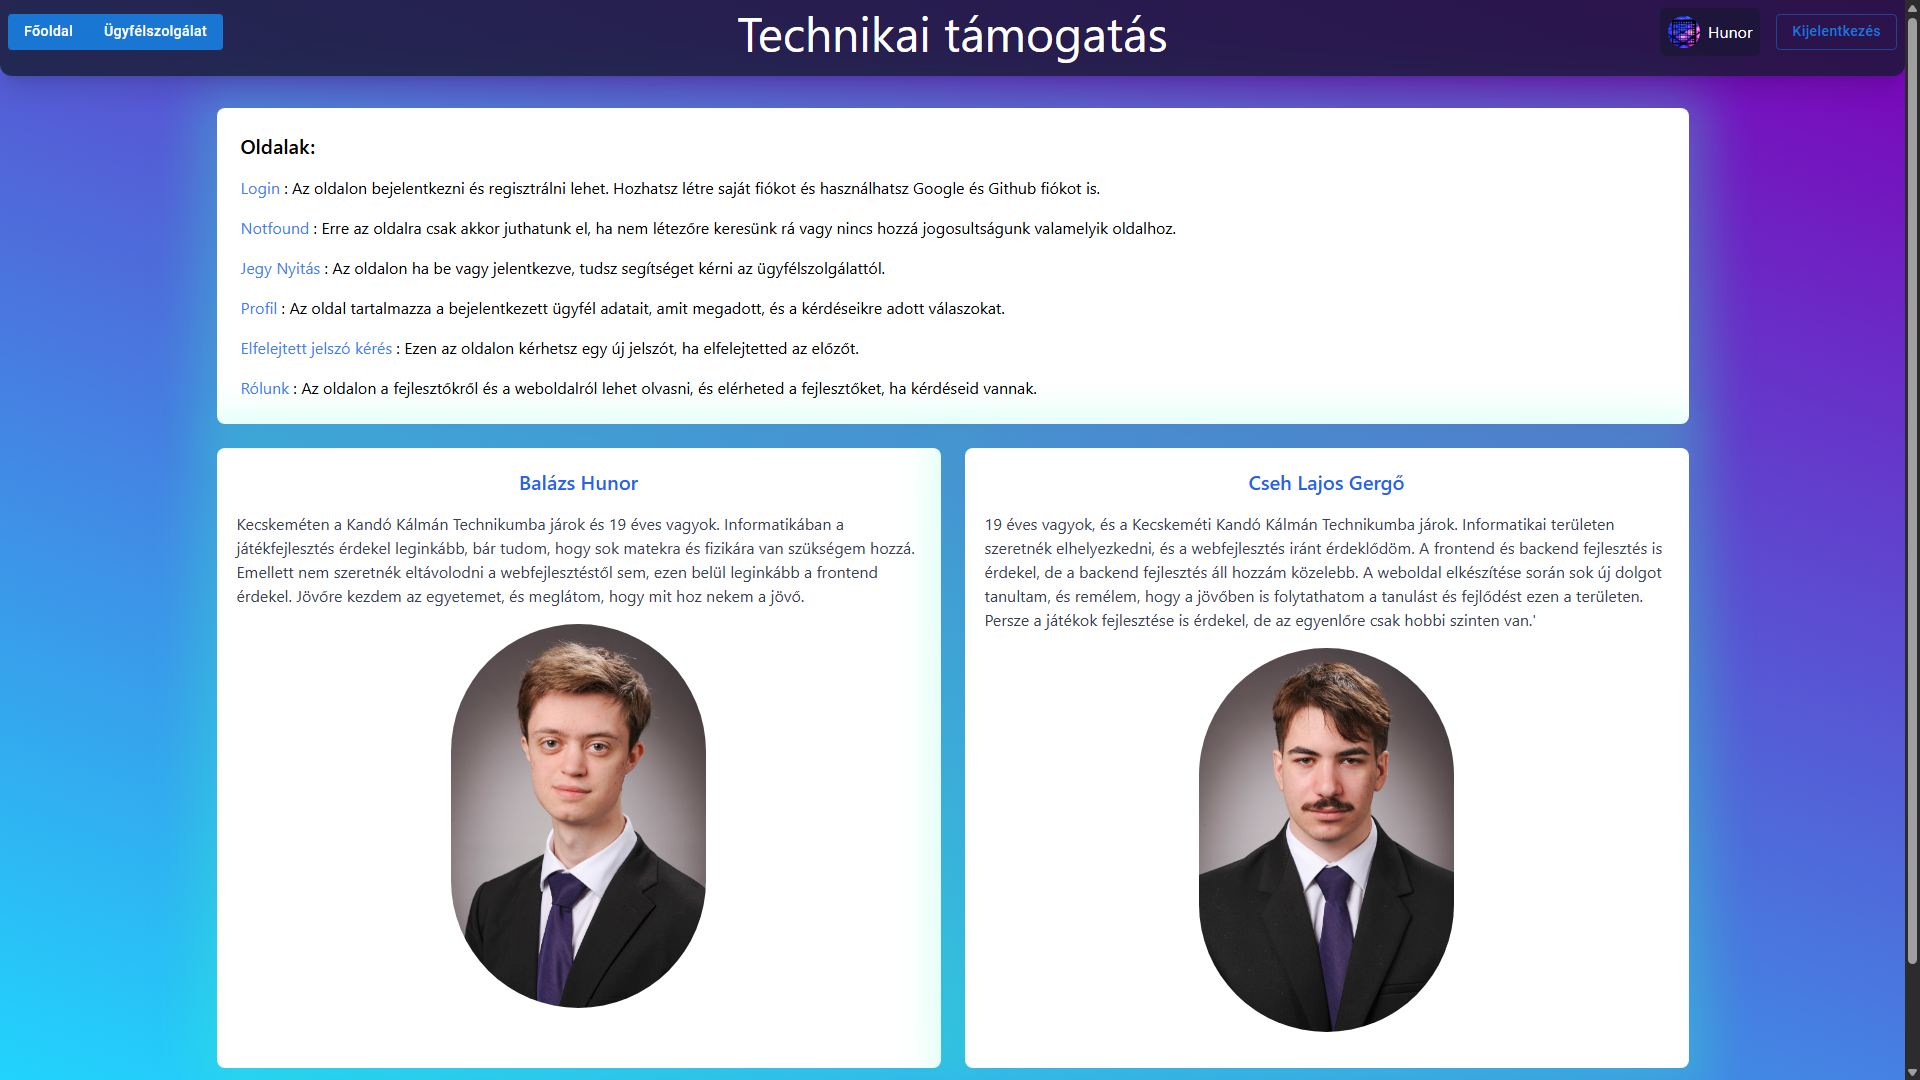 Főoldal
Ügyfélszolgálat
Technikai támogatás
Hunor
Kijelentkezés
Oldalak:
Login : Az oldalon bejelentkezni és regisztrálni lehet. Hozhatsz létre saját fiókot és használhatsz Google és Github fiókot is.
Notfound : Erre az oldalra csak akkor juthatunk el, ha nem létezőre keresünk rá vagy nincs hozzá jogosultságunk valamelyik oldalhoz.
Jegy Nyitás : Az oldalon ha be vagy jelentkezve, tudsz segítséget kérni az ügyfélszolgálattól.
Profil : Az oldal tartalmazza a bejelentkezett ügyfél adatait, amit megadott, és a kérdéseikre adott válaszokat.
Elfelejtett jelszó kérés : Ezen az oldalon kérhetsz egy új jelszót, ha elfelejtetted az előzőt.
Rólunk : Az oldalon a fejlesztőkről és a weboldalról lehet olvasni, és elérheted a fejlesztőket, ha kérdéseid vannak.
Balázs Hunor
Kecskeméten a Kandó Kálmán Technikumba járok és 19 éves vagyok. Informatikában a
játékfejlesztés érdekel leginkább, bár tudom, hogy sok matekra és fizikára van szükségem hozzá.
Emellett nem szeretnék eltávolodni a webfejlesztéstől sem, ezen belül leginkább a frontend
érdekel. Jövőre kezdem az egyetemet, és meglátom, hogy mit hoz nekem a jövő.
Cseh Lajos Gergő
19 éves vagyok, és a Kecskeméti Kandó Kálmán Technikumba járok. Informatikai területen
szeretnék elhelyezkedni, és a webfejlesztés iránt érdeklődöm. A frontend és backend fejlesztés is
érdekel, de a backend fejlesztés áll hozzám közelebb. A weboldal elkészítése során sok új dolgot
tanultam, és remélem, hogy a jövőben is folytathatom a tanulást és fejlődést ezen a területen.
Persze a játékok fejlesztése is érdekel, de az egyenlőre csak hobbi szinten van.'